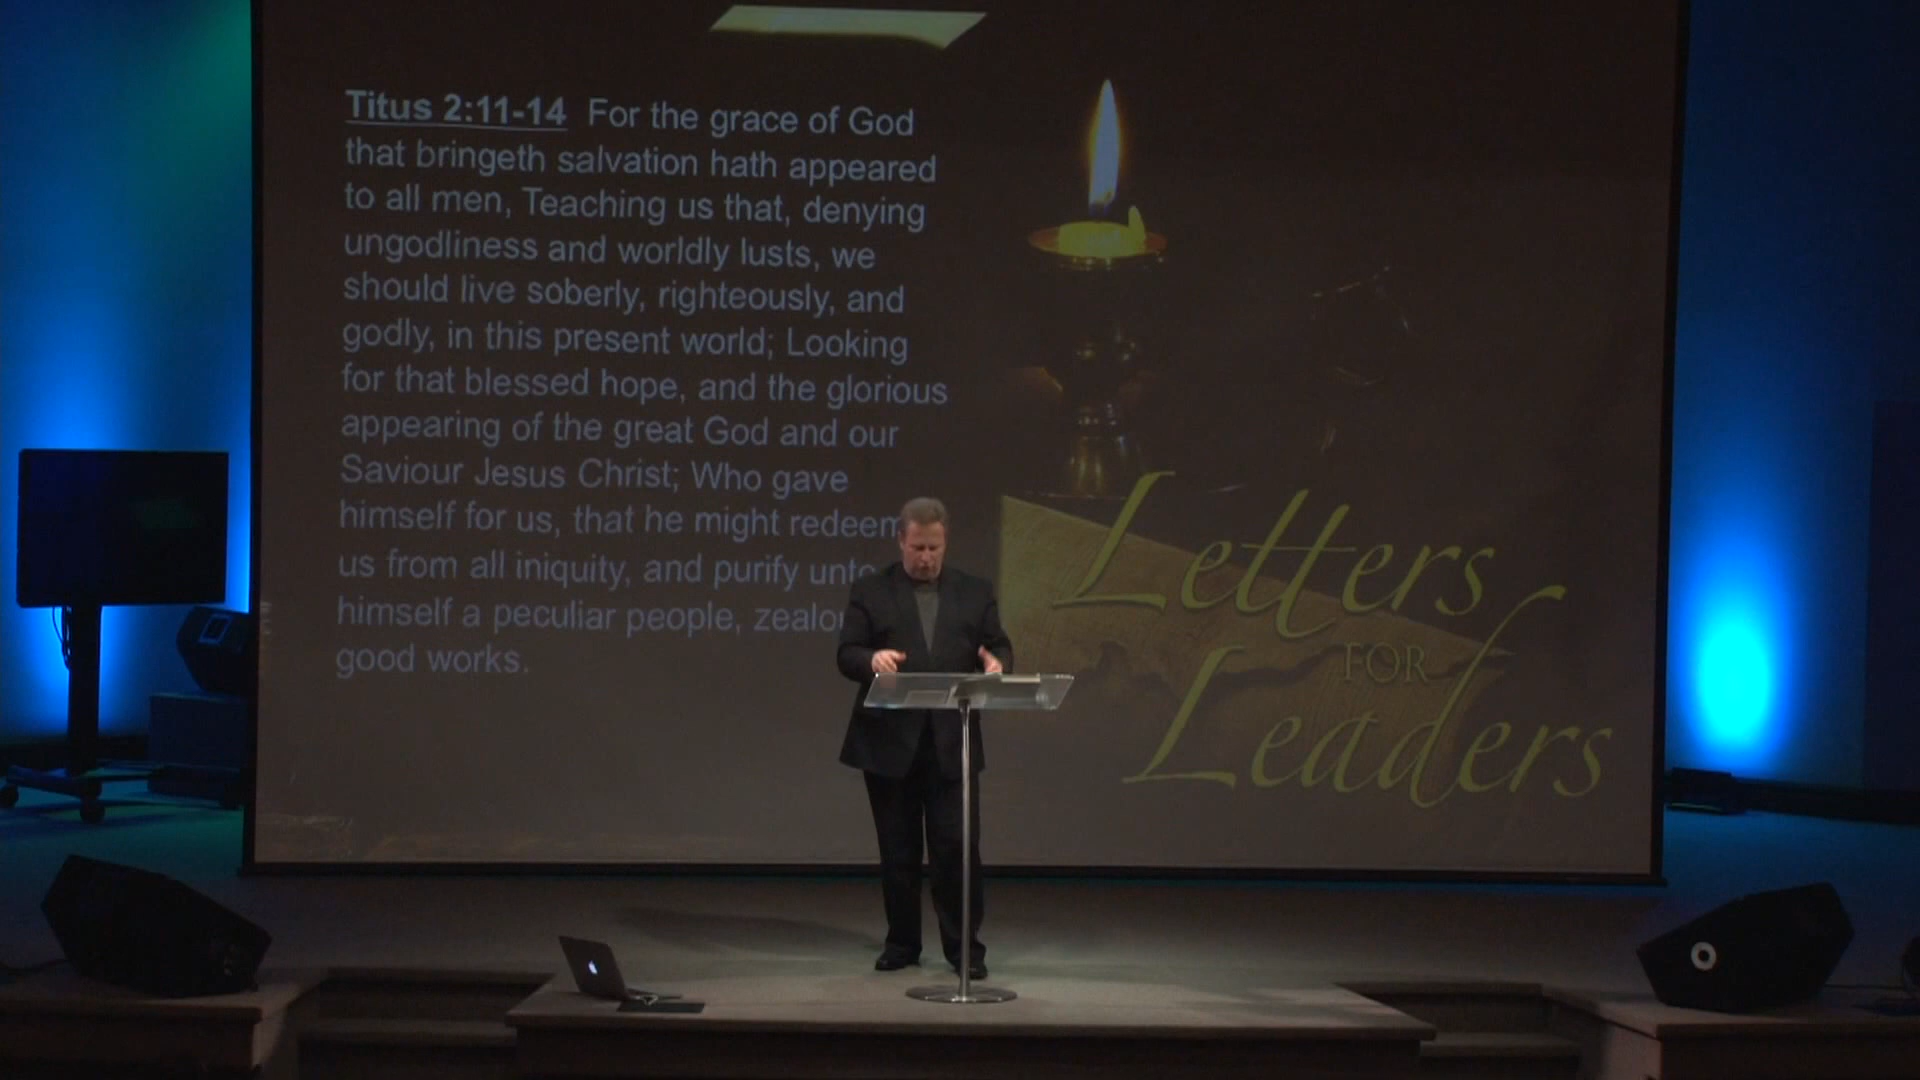 Titus 2:11-14 For the grace of God
that bringeth salvation hath appeared
to all men, Teaching us that, denying
ungodliness and worldly lusts, we
should live soberly, righteously, and
godly, in this present world; Looking
for that blessed hope, and the glorious
appearing of the great God and our
Saviour Jesus Christ; Who gave
himself for us, that he might redeem
us from all iniquity, and purify unto
himself a peculiar people,
good works.
Letters
FOR
Leaders